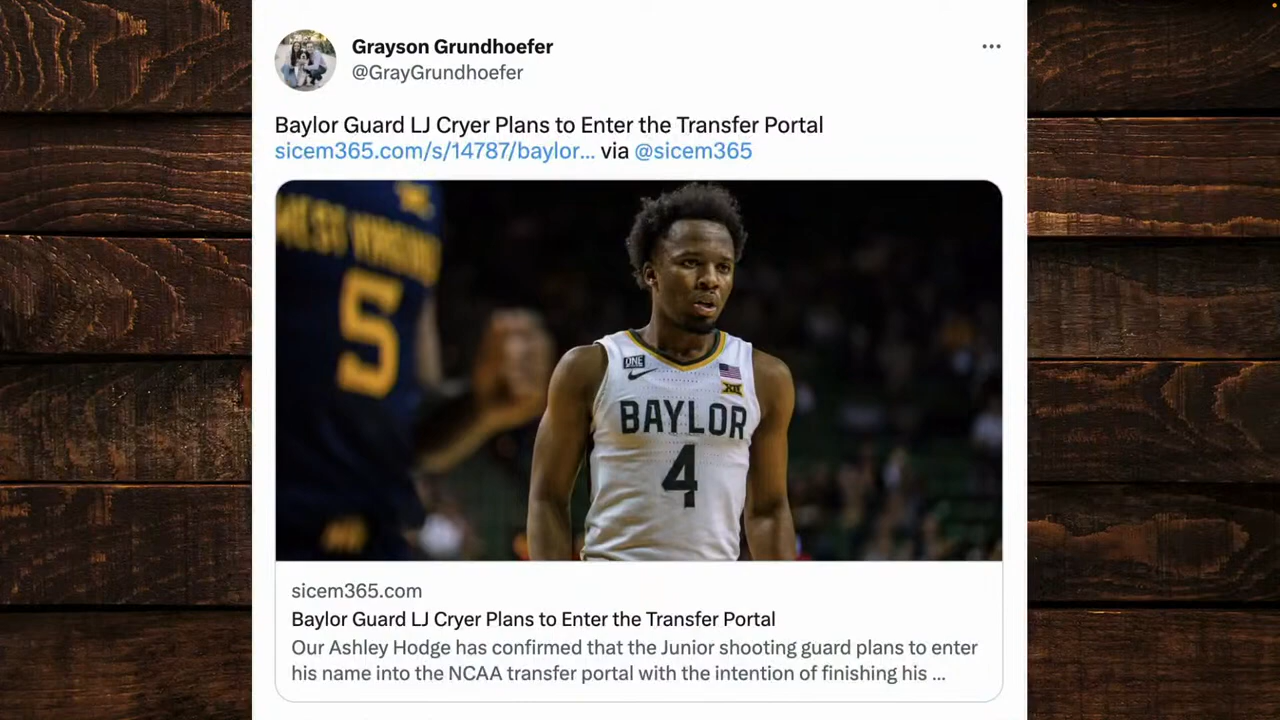 Grayson Grundhoefer
@GrayGrundhoefer
Baylor Guard LJ Cryer Plans to Enter the Transfer Portal
sicem365.com/s/14787/baylor... via @sicem365
WEST VIRGINIA
5
ONE
XII
BAYLOR
4
sicem365.com
Baylor Guard LJ Cryer Plans to Enter the Transfer Portal
Our Ashley Hodge has confirmed that the Junior shooting guard plans to enter
his name into the NCAA transfer portal with the intention of finishing his ...